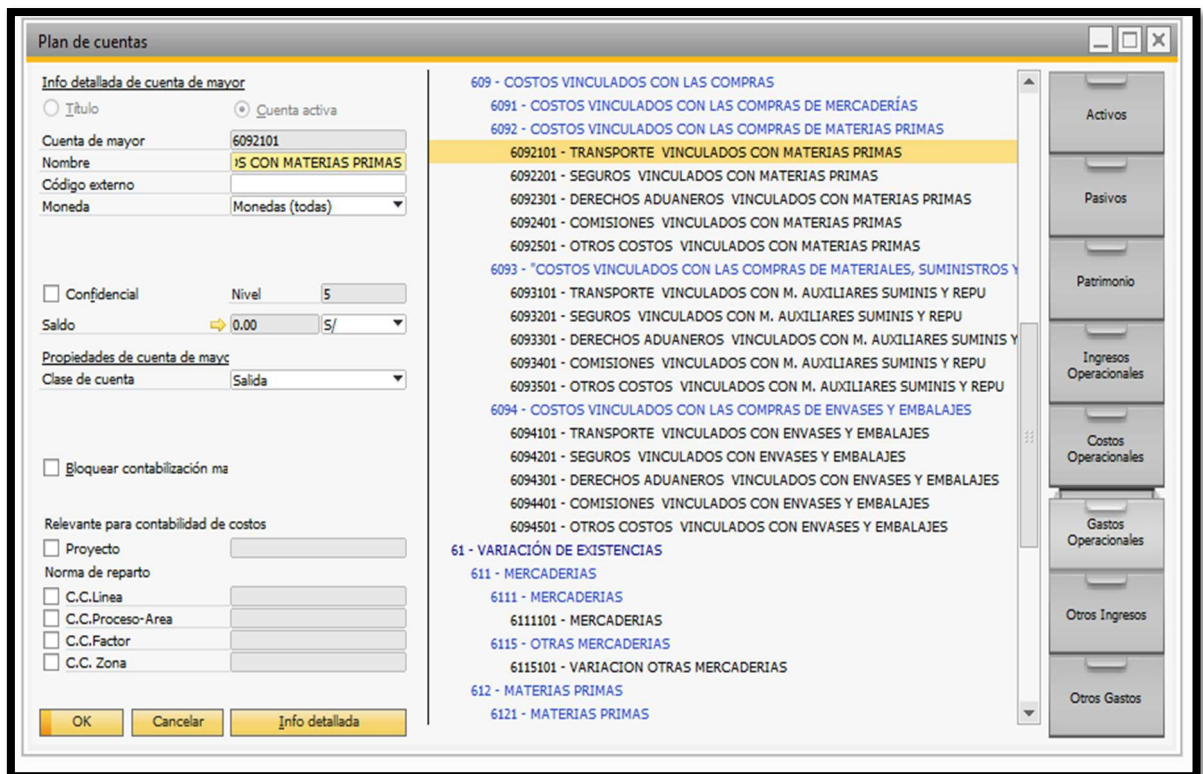 Plan de cuentas
Info detallada de cuenta de mayor
Título
Cuenta activa
Cuenta de mayor 6092101
Nombre )S CON MATERIAS PRIMAS
Código externo
Moneda Monedas (todas)
Confidencial Nivel 5
Saldo 0.00 S/
Propiedades de cuenta de mayc
Clase de cuenta Salida
Bloquear contabilización ma
Relevante para contabilidad de costos
Proyecto
Norma de reparto
C.C.Linea
C.C.Proceso-Area
C.C.Factor
C.C. Zona
OK
Cancelar
Info detallada
609 - COSTOS VINCULADOS CON LAS COMPRAS
6091 - COSTOS VINCULADOS CON LAS COMPRAS DE MERCADERÍAS
6092 - COSTOS VINCULADOS CON LAS COMPRAS DE MATERIAS PRIMAS
6092101 - TRANSPORTE VINCULADOS CON MATERIAS PRIMAS
6092201 - SEGUROS VINCULADOS CON MATERIAS PRIMAS
6092301 - DERECHOS ADUANEROS VINCULADOS CON MATERIAS PRIMAS
6092401 - COMISIONES VINCULADOS CON MATERIAS PRIMAS
6092501 - OTROS COSTOS VINCULADOS CON MATERIAS PRIMAS
6093 - "COSTOS VINCULADOS CON LAS COMPRAS DE MATERIALES, SUMINISTROS Y
6093101 - TRANSPORTE VINCULADOS CON M. AUXILIARES SUMINIS Y REPU
6093201 - SEGUROS VINCULADOS CON M. AUXILIARES SUMINIS Y REPU
6093301 - DERECHOS ADUANEROS VINCULADOS CON M. AUXILIARES SUMINIS Y
6093401 - COMISIONES VINCULADOS CON M. AUXILIARES SUMINIS Y REPU
6093501 - OTROS COSTOS VINCULADOS CON M. AUXILIARES SUMINIS Y REPU
6094 - COSTOS VINCULADOS CON LAS COMPRAS DE ENVASES Y EMBALAJES
6094101 - TRANSPORTE VINCULADOS CON ENVASES Y EMBALAJES
6094201 - SEGUROS VINCULADOS CON ENVASES Y EMBALAJES
6094301 - DERECHOS ADUANEROS VINCULADOS CON ENVASES Y EMBALAJES
6094401 - COMISIONES VINCULADOS CON ENVASES Y EMBALAJES
6094501 - OTROS COSTOS VINCULADOS CON ENVASES Y EMBALAJES
61 - VARIACIÓN DE EXISTENCIAS
611 - MERCADERIAS
6111 - MERCADERIAS
6111101 - MERCADERIAS
6115 - OTRAS MERCADERIAS
6115101 - VARIACION OTRAS MERCADERIAS
612 - MATERIAS PRIMAS
6121 - MATERIAS PRIMAS
Activos
Pasivos
Patrimonio
Ingresos
Operacionales
Costos
Operacionales
Gastos
Operacionales
Otros Ingresos
Otros Gastos